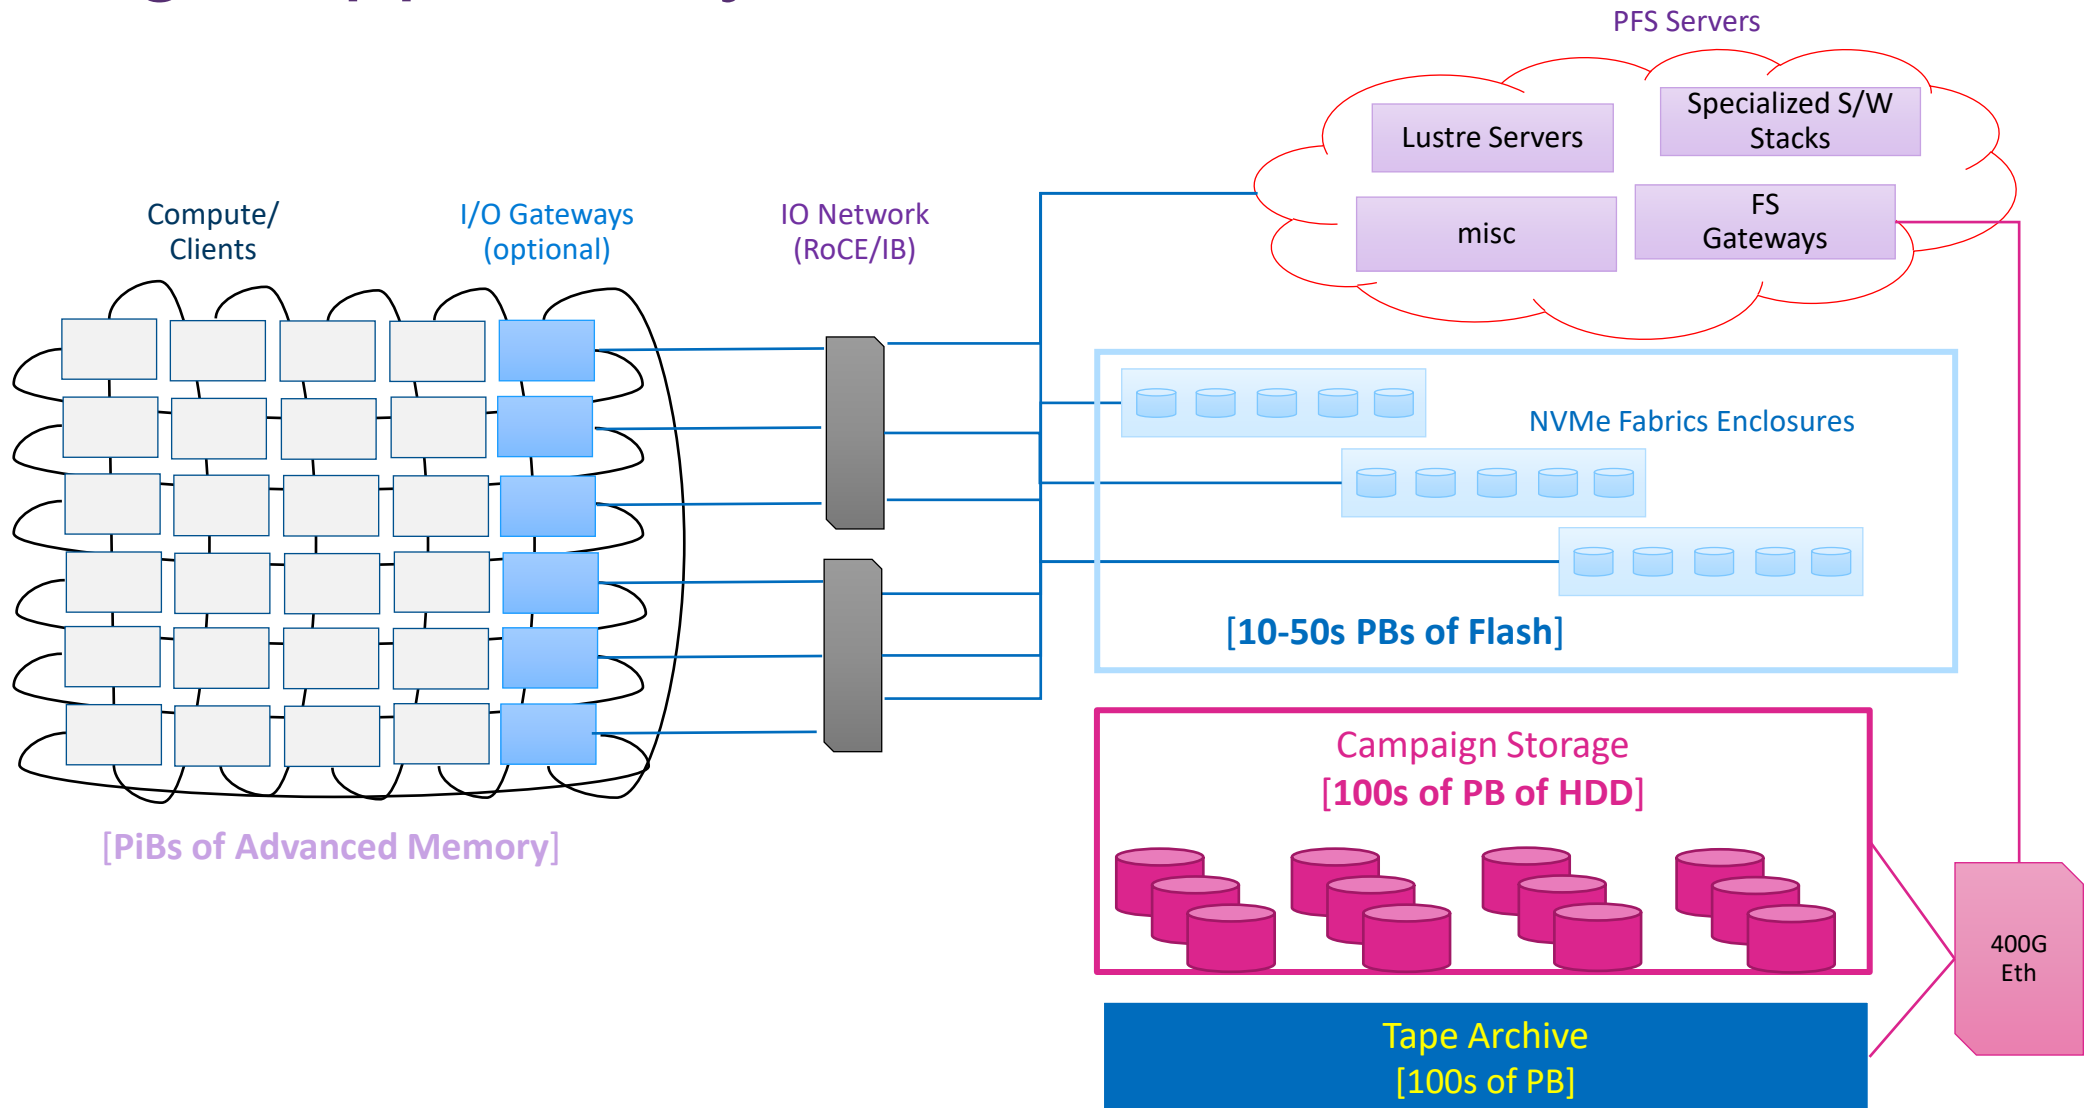 PFS Servers
Lustre Servers
Specialized S/W
Stacks
misc
FS
Gateways
Compute/
Clients
I/O Gateways
(optional)
IO Network
(RoCE/IB)
NVMe Fabrics Enclosures
[10-50s PBs of Flash]
Campaign Storage
[100s of PB of HDD]
[PiBs of Advanced Memory]
400G
Eth
Tape Archive
[100s of PB]